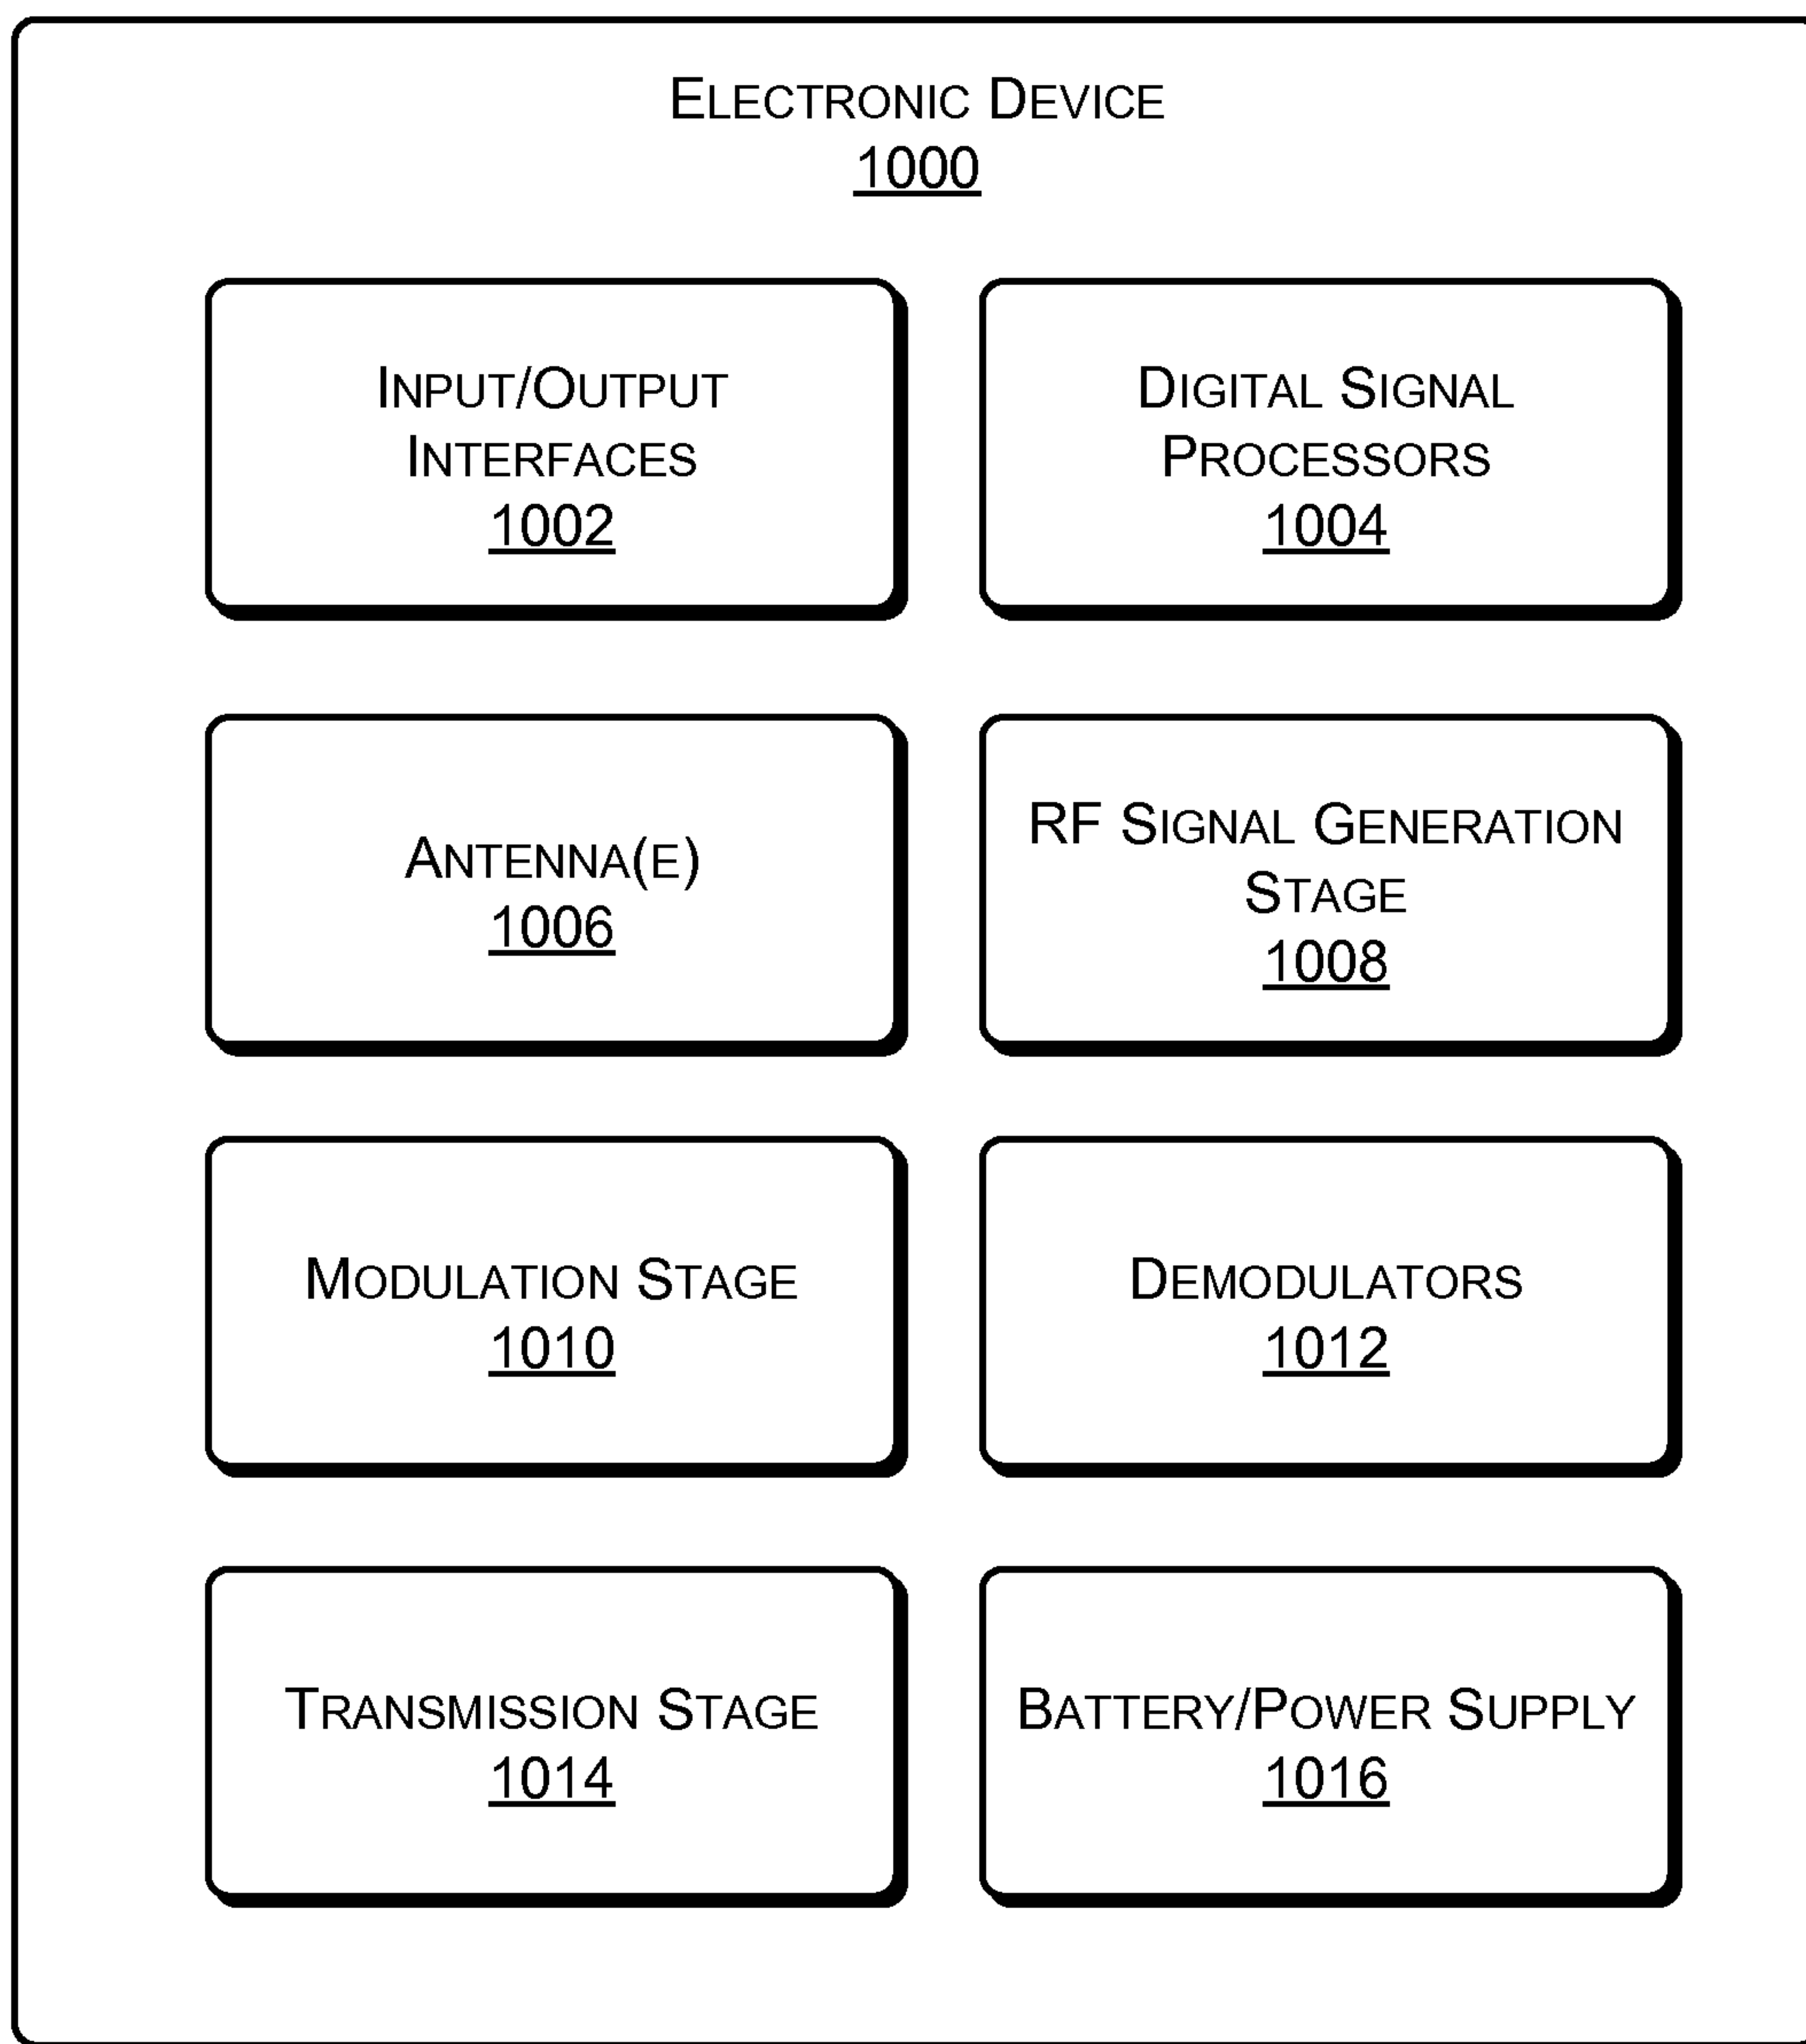 ELECTRONIC DEVICE
1000
INPUT/OUTPUT
INTERFACES
1002
DIGITAL SIGNAL
PROCESSORS
1004
ANTENNA(E)
1006
RF SIGNAL GENERATION
STAGE
1008
MODULATION STAGE
1010
DEMODULATORS
1012
TRANSMISSION STAGE
1014
BATTERY/POWER SUPPLY
1016